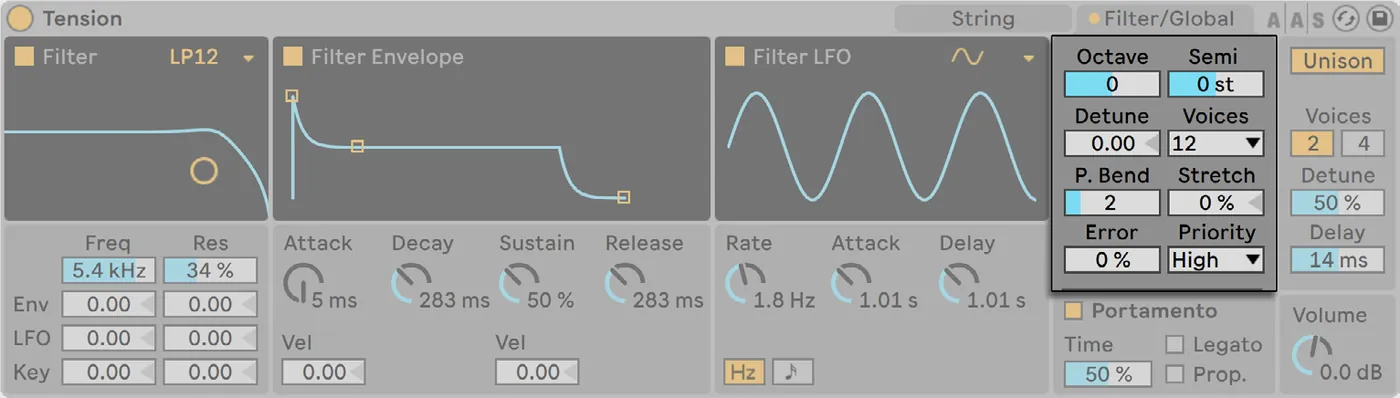 Tension
String
Filter/Global
A A S
Filter
LP12
Filter Envelope
Filter LFO
Octave
Semi
0
0 st
Detune
Voices
0.00
12
P. Bend
Stretch
2
0 %
Error
Priority
0 %
High
Unison
Voices
2
4
Detune
50 %
Delay
14 ms
Freq
Res
5.4 kHz
34 %
Env
0.00
0.00
LFO
0.00
0.00
Key
0.00
0.00
Attack
Decay
Sustain
Release
5 ms
283 ms
50 %
283 ms
Vel
Vel
0.00
0.00
Rate
Attack
Delay
1.8 Hz
1.01 s
1.01 s
Hz
Portamento
Time
Legato
50 %
Prop.
Volume
0.0 dB